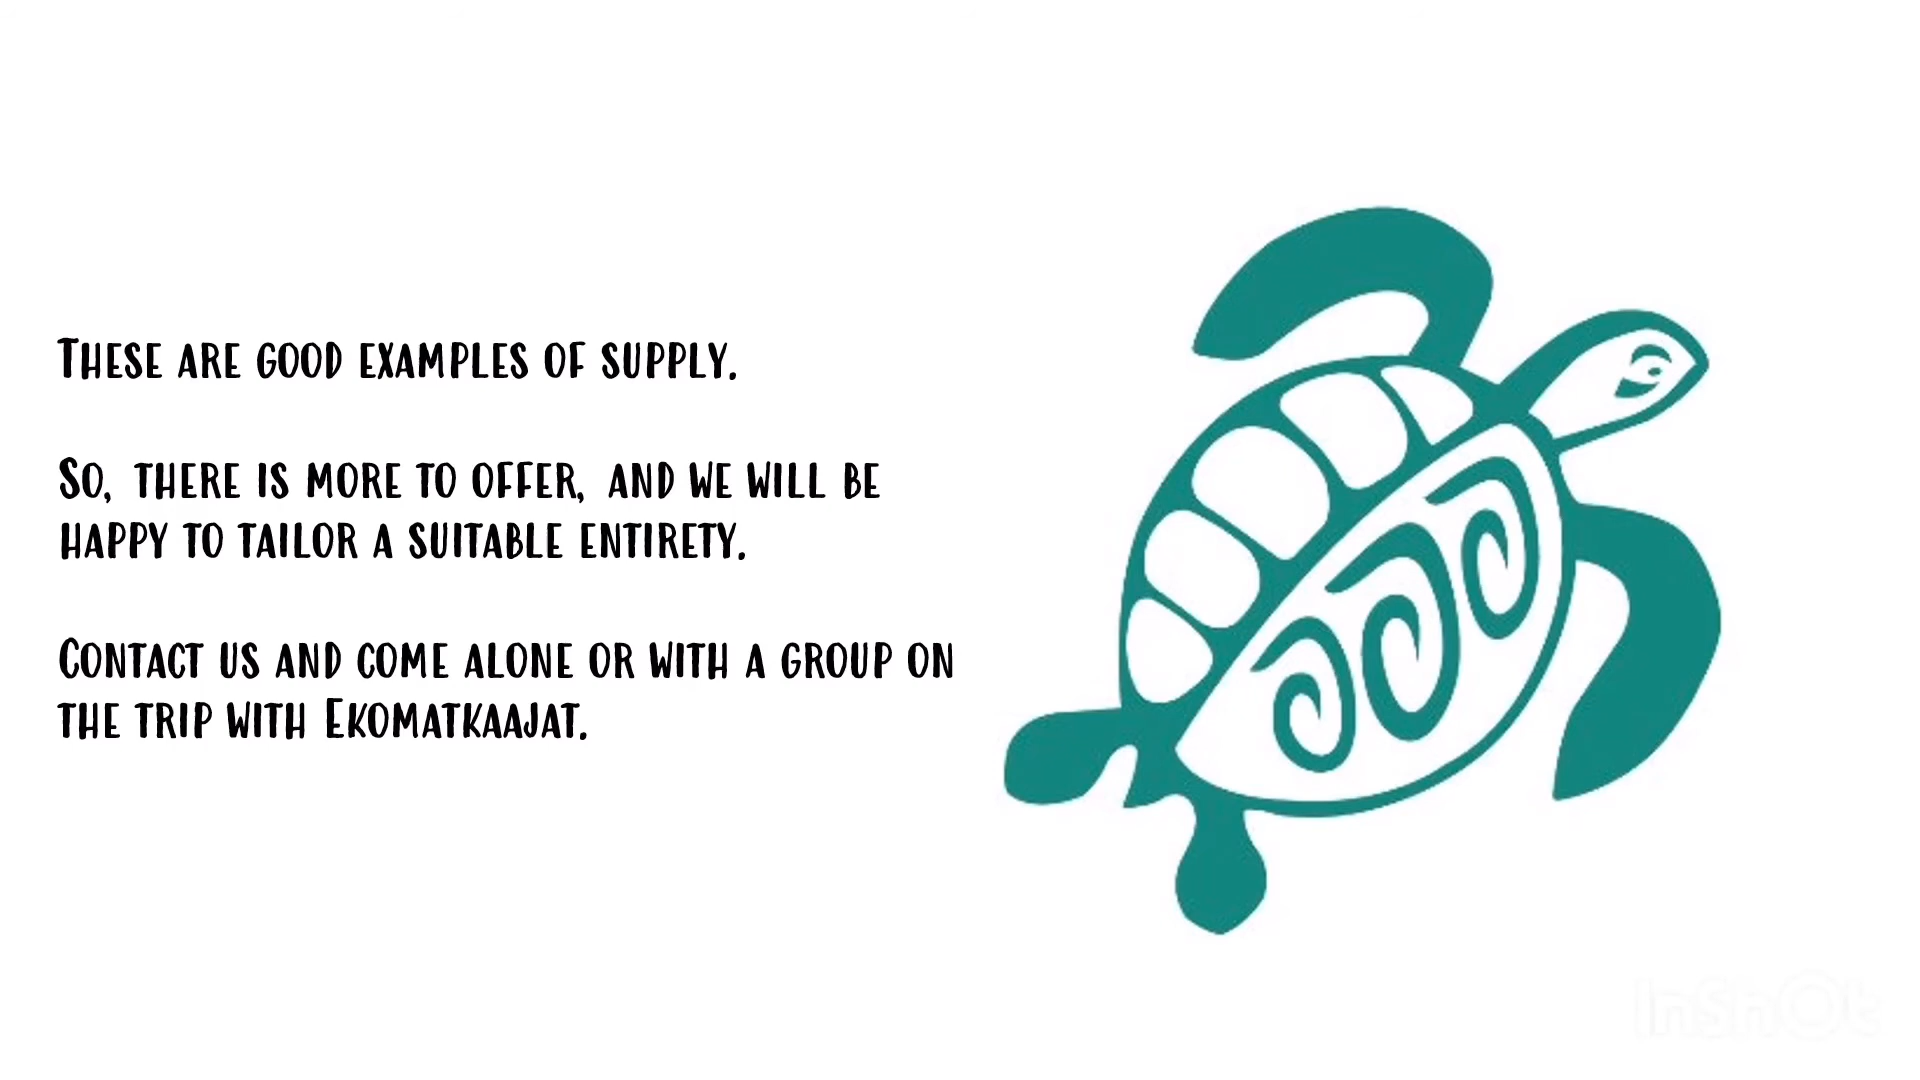 These are good examples of supply.
So, there is more to offer, and we will be
happy to tailor a suitable entirety.
Contact us and come alone or with a group on
the trip with Ekomatkaajat.
InShOt